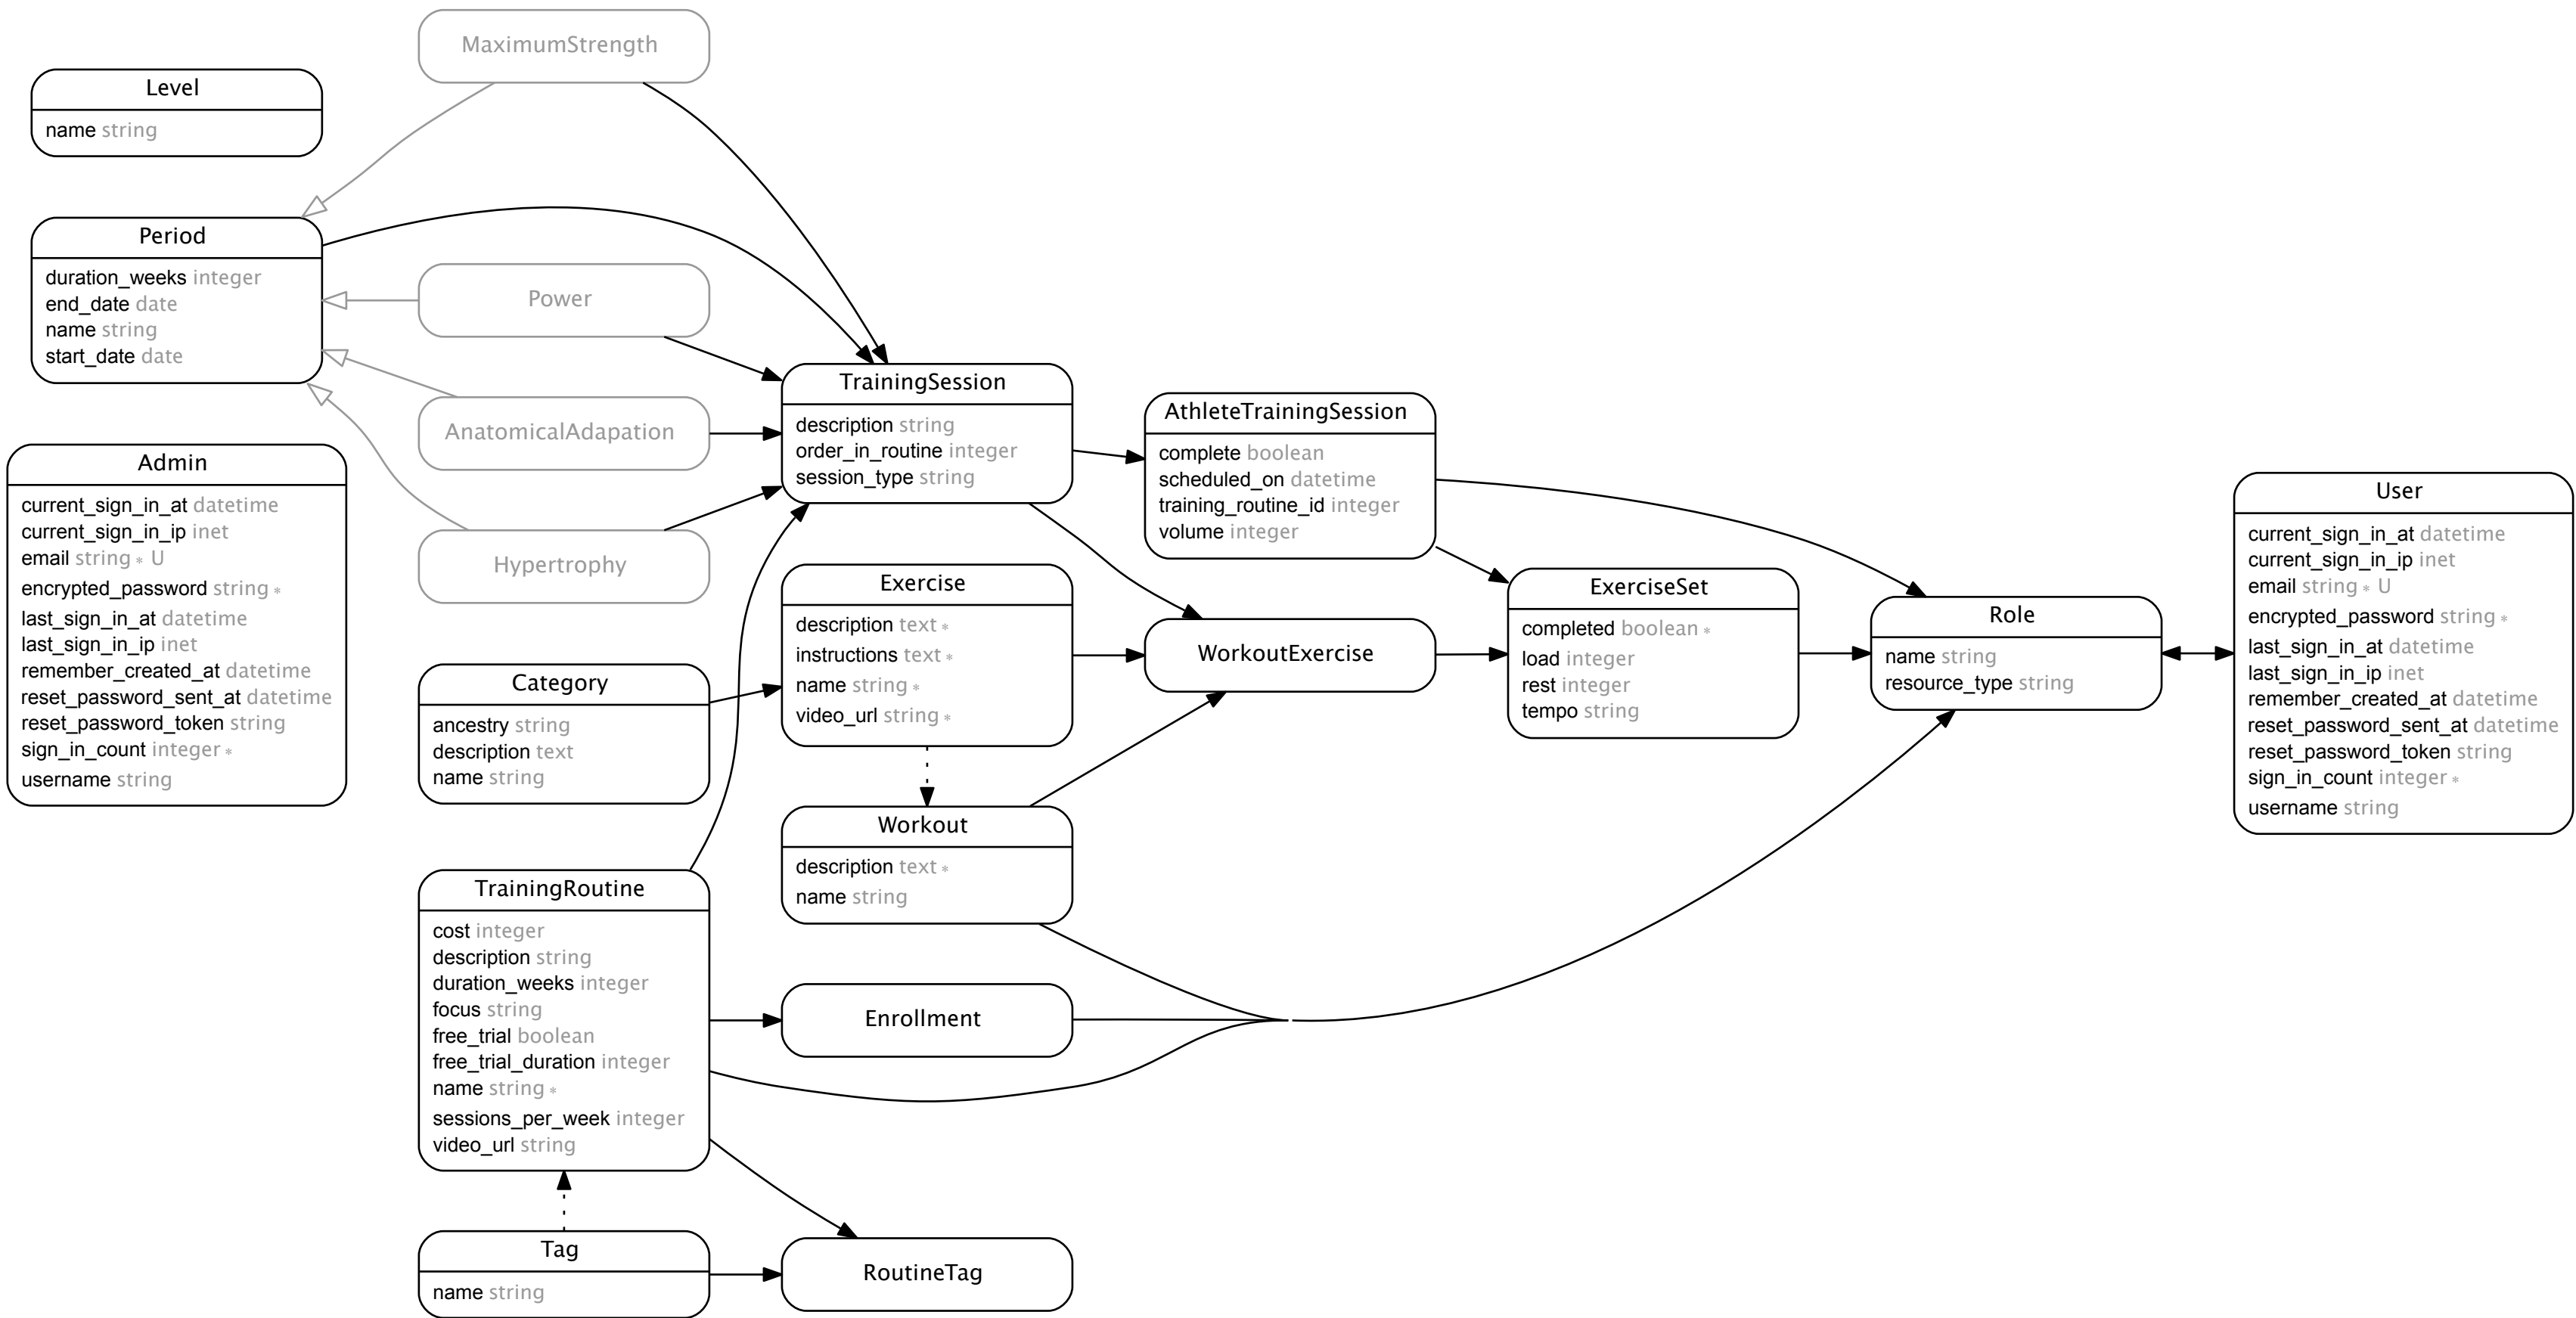 MaximumStrength
Level
name string
Period
duration_weeks integer
end_date date
name string
start_date date
Power
AnatomicalAdapation
Hypertrophy
Admin
current_sign_in_at datetime
current_sign_in_ip inet
email string * U
encrypted_password string *
last_sign_in_at datetime
last_sign_in_ip inet
remember_created_at datetime
reset_password_sent_at datetime
reset_password_token string
sign_in_count integer *
username string
Category
ancestry string
description text
name string
TrainingRoutine
cost integer
description string
duration_weeks integer
focus string
free_trial boolean
free_trial_duration integer
name string *
sessions_per_week integer
video_url string
Tag
name string
TrainingSession
description string
order_in_routine integer
session_type string
Exercise
description text *
instructions text *
name string *
video_url string *
Workout
description text *
name string
Enrollment
RoutineTag
AthleteTrainingSession
complete boolean
scheduled_on datetime
training_routine_id integer
volume integer
WorkoutExercise
ExerciseSet
completed boolean *
load integer
rest integer
tempo string
Role
name string
resource_type string
User
current_sign_in_at datetime
current_sign_in_ip inet
email string * U
encrypted_password string *
last_sign_in_at datetime
last_sign_in_ip inet
remember_created_at datetime
reset_password_sent_at datetime
reset_password_token string
sign_in_count integer *
username string